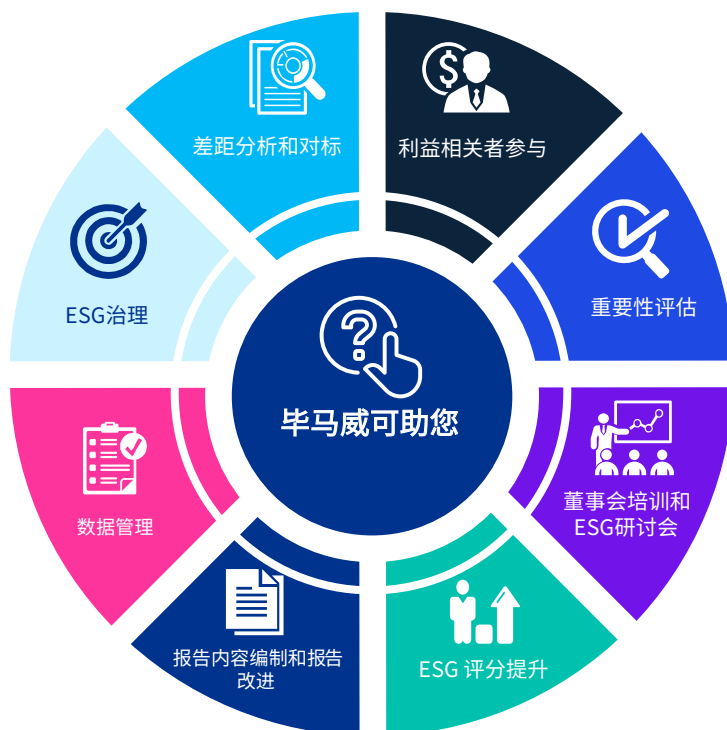 差距分析和对标
利益相关者参与
ESG治理
重要性评估
毕马威可助您
数据管理
董事会培训和
ESG研讨会
报告内容编制和报告
改进
ESG 评分提升